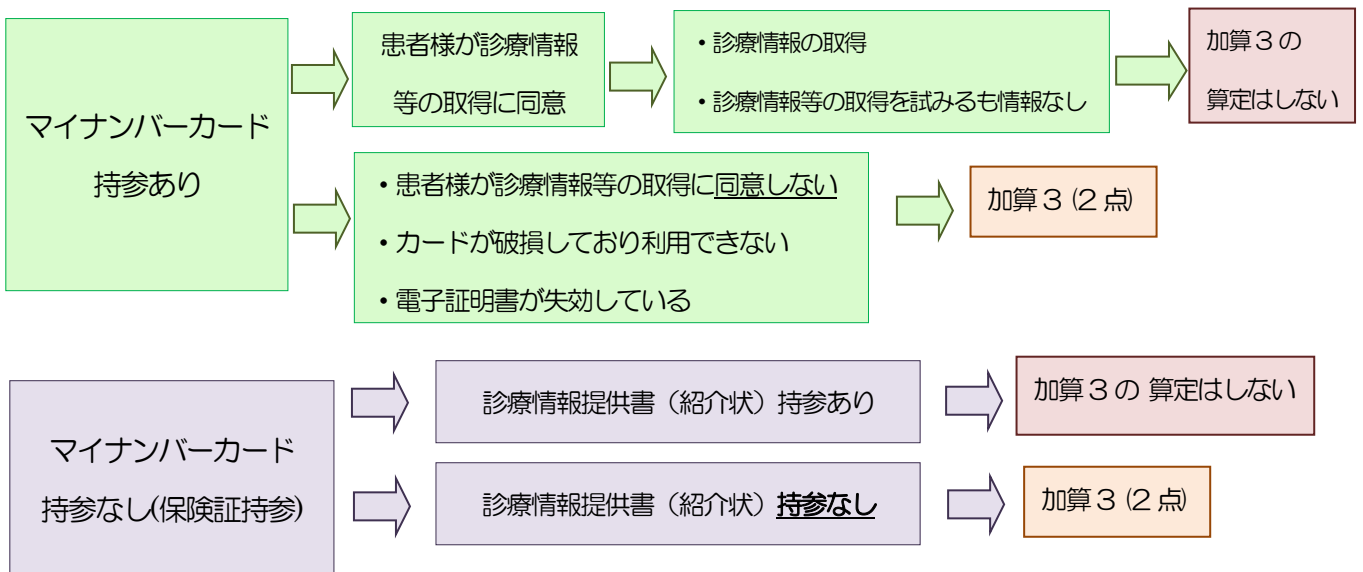 マイナンバーカード
持参あり
患者様が診療情報
等の取得に同意
・診療情報の取得
・診療情報等の取得を試みるも情報なし
加算３の
算定はしない
・患者様が診療情報等の取得に同意しない
・カードが破損しており利用できない
・電子証明書が失効している
加算３（２点）
マイナンバーカード
持参なし(保険証持参)
診療情報提供書（紹介状）持参あり
加算３の 算定はしない
診療情報提供書（紹介状）持参なし
加算３（２点）